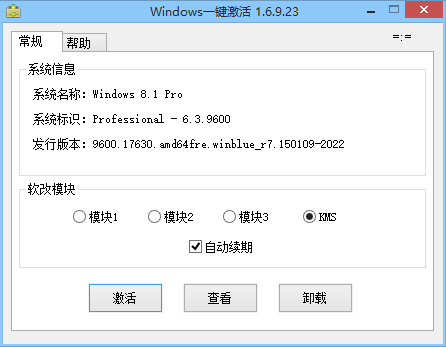 Windows一键激活 1.6.9.23
常规 帮助 =:=
系统信息
系统名称：Windows 8.1 Pro
系统标识：Professional - 6.3.9600
发行版本：9600.17630.amd64fre.winblue_r7.150109-2022
软改模块
模块1 模块2 模块3 KMS
自动续期
激活 查看 卸载